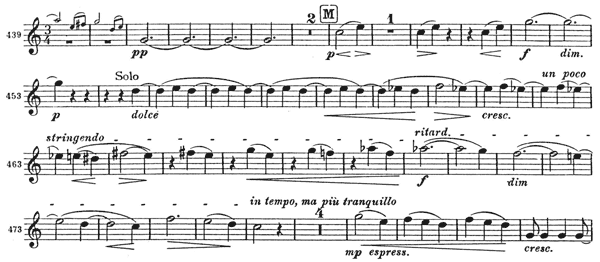 2 M 1
439 3 4 pp p f dim.
Solo un poco
453 p dolce cresc.
stringendo ritard.
463 f dim
in tempo, ma più tranquillo
473 4 mp espress. cresc.